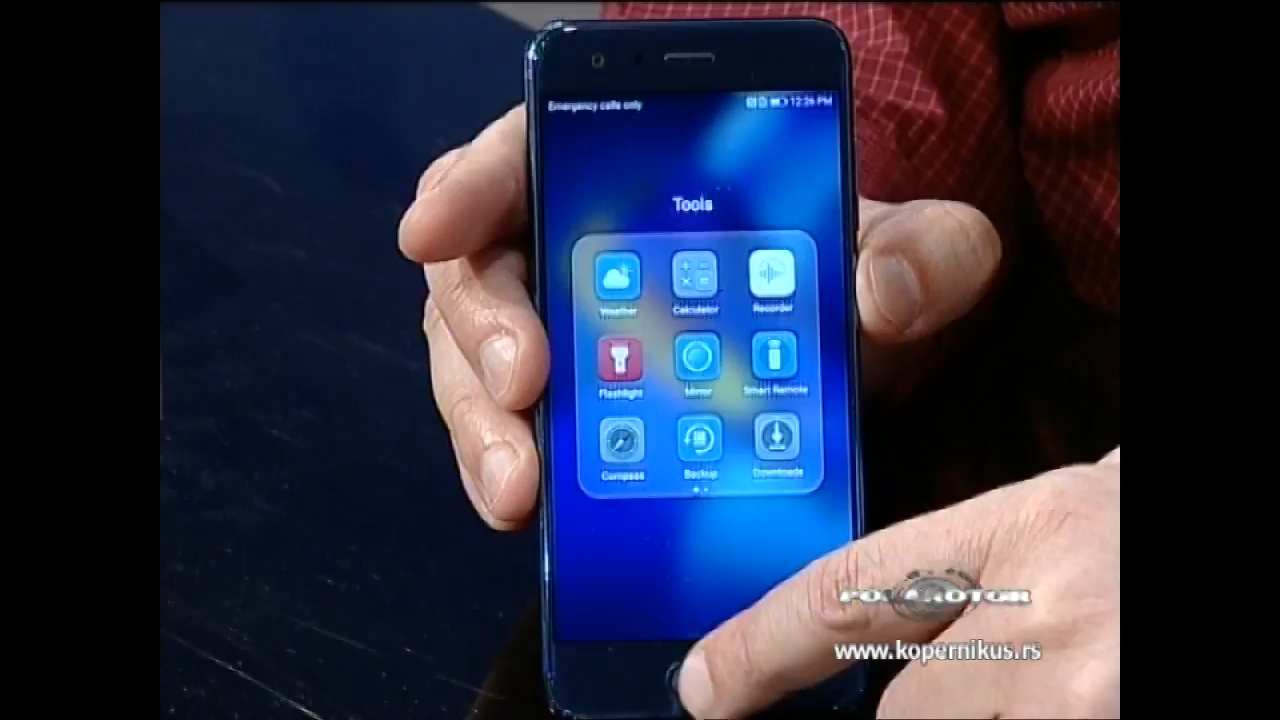 Emergency calls only
12:26 PM
Tools
Weather
Calculator
Recorder
Flashlight
Mirror
Smart Remote
Compass
Backup
Downloads
www.kopernikus.rs